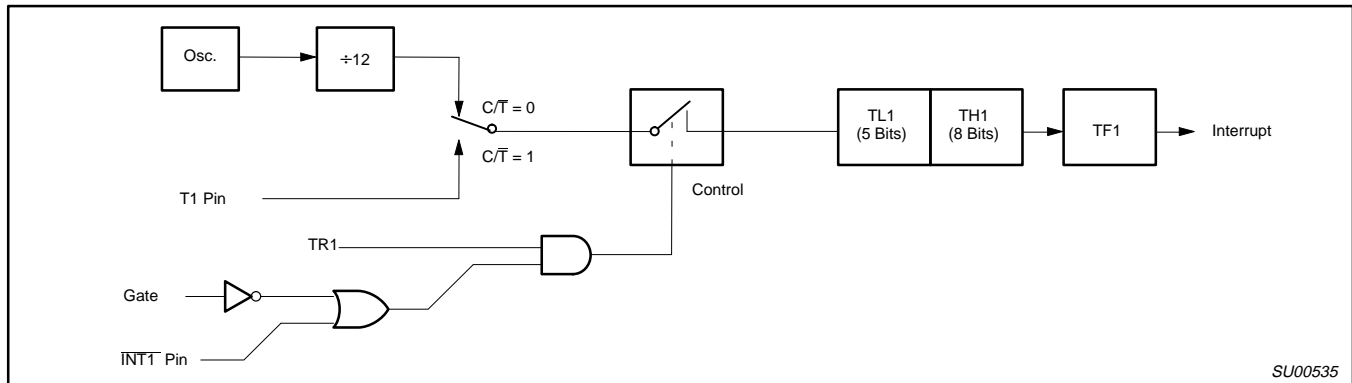 Osc.
÷12
C/T̅ = 0
C/T̅ = 1
T1 Pin
TL1
(5 Bits)
TH1
(8 Bits)
TF1
Interrupt
Control
TR1
Gate
I̅N̅T̅1̅ Pin
SU00535